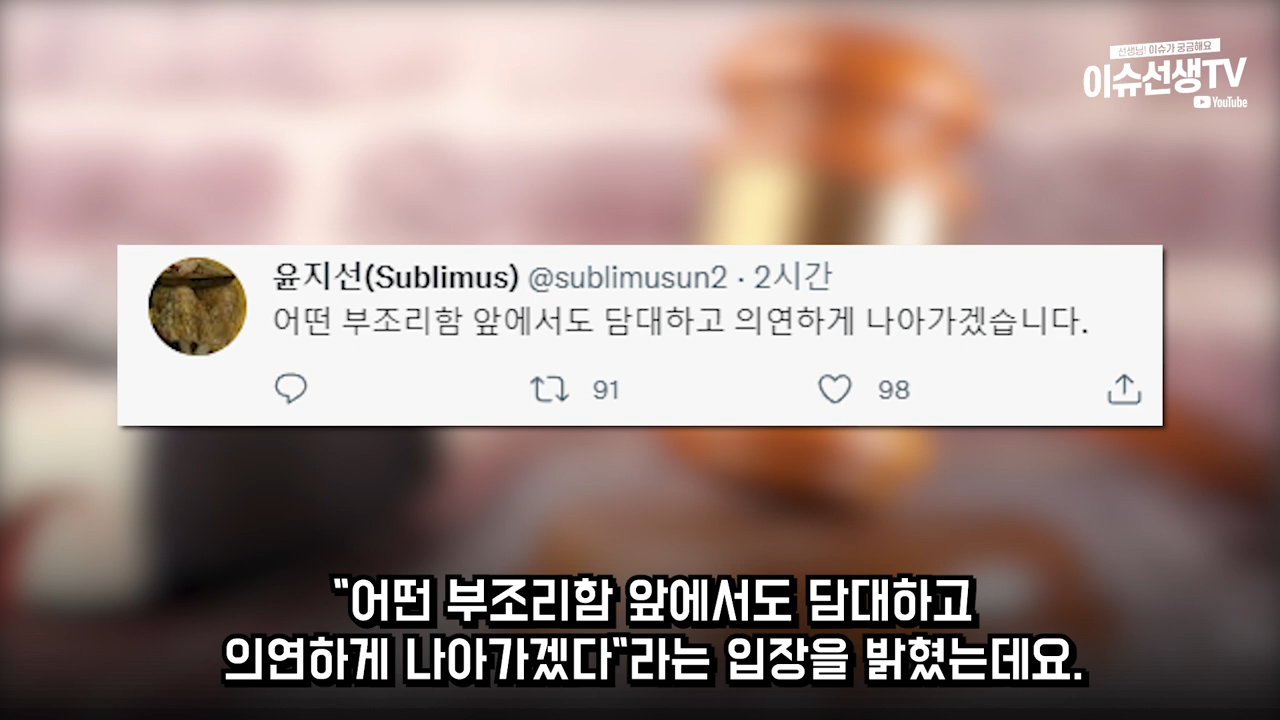 선생님! 이슈가 궁금해요
이슈선생TV
YouTube
윤지선(Sublimus) @sublimusun2 · 2시간
어떤 부조리함 앞에서도 담대하고 의연하게 나아가겠습니다.
91 98
"어떤 부조리함 앞에서도 담대하고
의연하게 나아가겠다"라는 입장을 밝혔는데요.